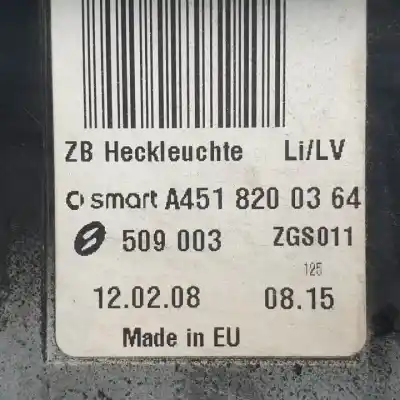 ZB Heckleuchte Li/LV
smart A451 820 03 64
509 003 ZGS011
125
12.02.08 08.15
Made in EU